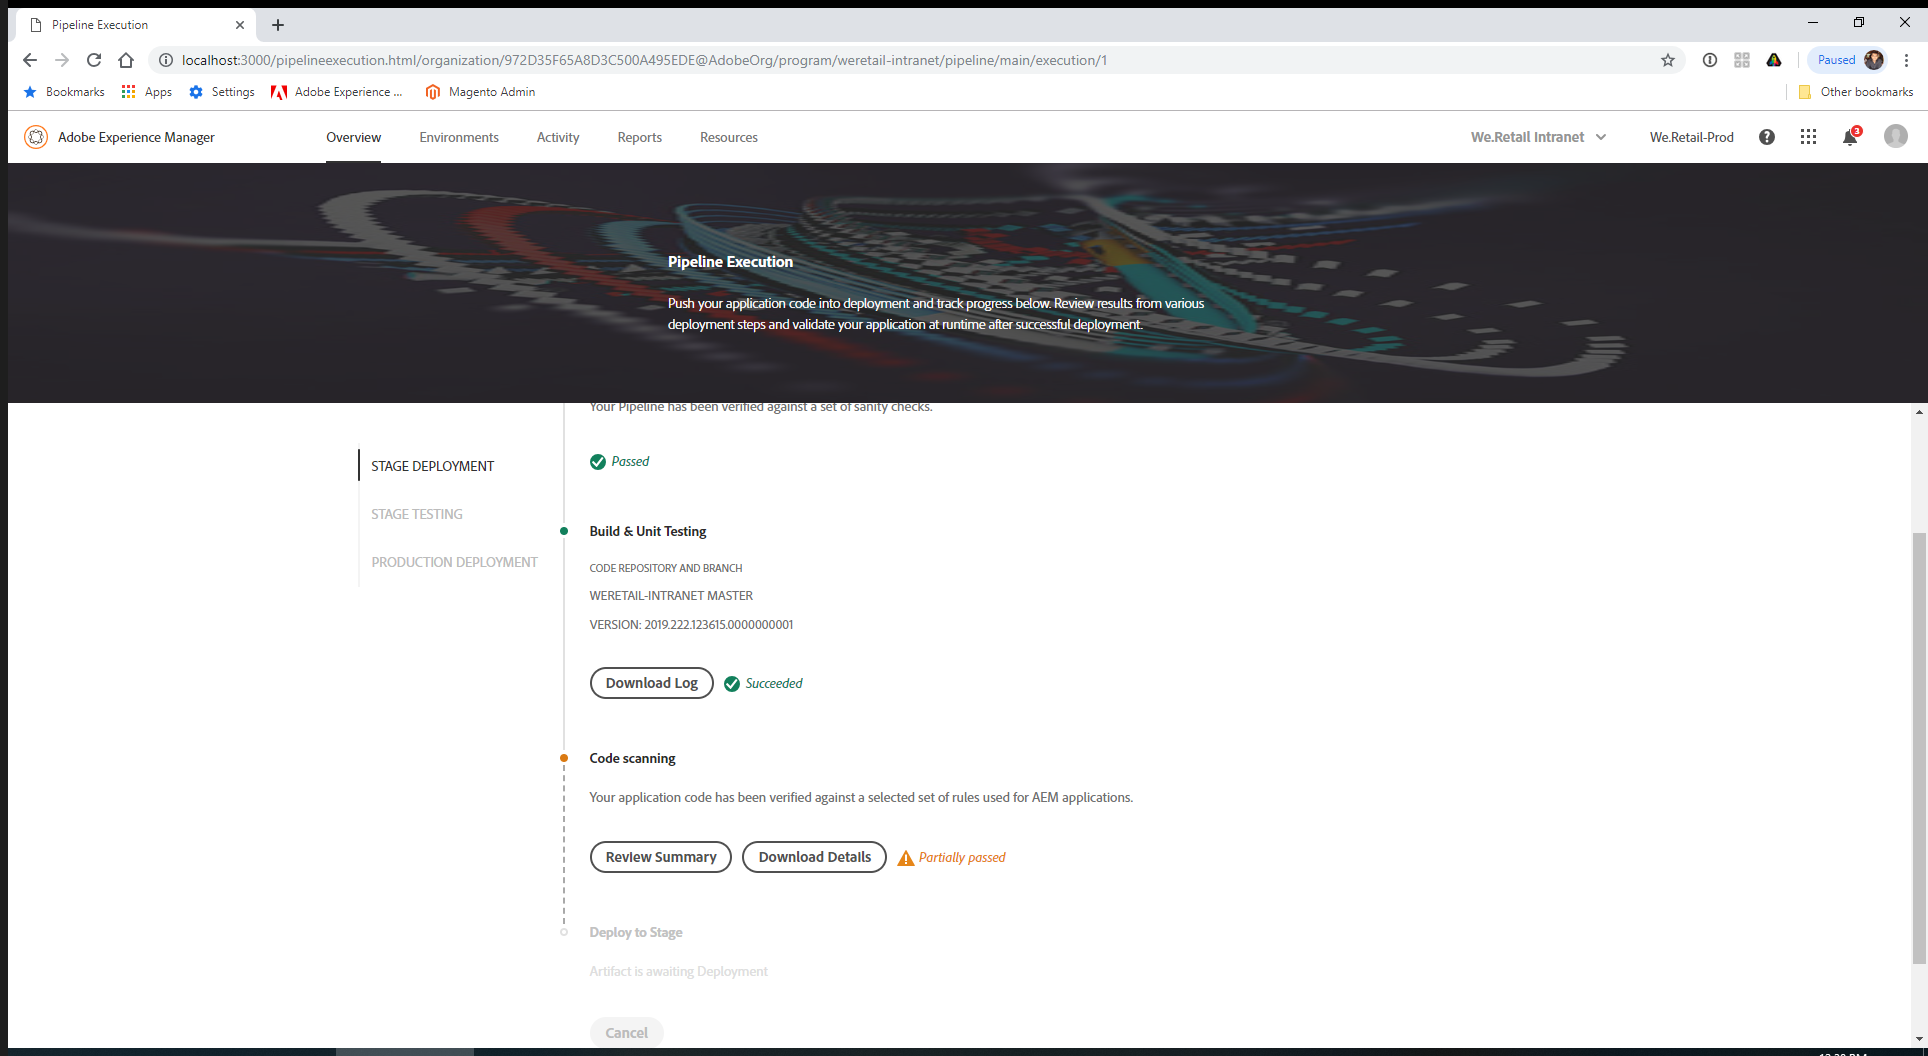 Pipeline Execution
localhost:3000/pipelineexecution.html/organization/972D35F65A8D3C500A495EDE@AdobeOrg/program/weretail-intranet/pipeline/main/execution/1
Paused
Bookmarks Apps Settings Adobe Experience ... Magento Admin Other bookmarks
Adobe Experience Manager Overview Environments Activity Reports Resources We.Retail Intranet We.Retail-Prod 3
Pipeline Execution
Push your application code into deployment and track progress below. Review results from various
deployment steps and validate your application at runtime after successful deployment.
Your Pipeline has been verified against a set of sanity checks.
STAGE DEPLOYMENT
STAGE TESTING
PRODUCTION DEPLOYMENT
Passed
Build & Unit Testing
CODE REPOSITORY AND BRANCH
WERETAIL-INTRANET MASTER
VERSION: 2019.222.123615.0000000001
Download Log Succeeded
Code scanning
Your application code has been verified against a selected set of rules used for AEM applications.
Review Summary Download Details Partially passed
Deploy to Stage
Artifact is awaiting Deployment
Cancel